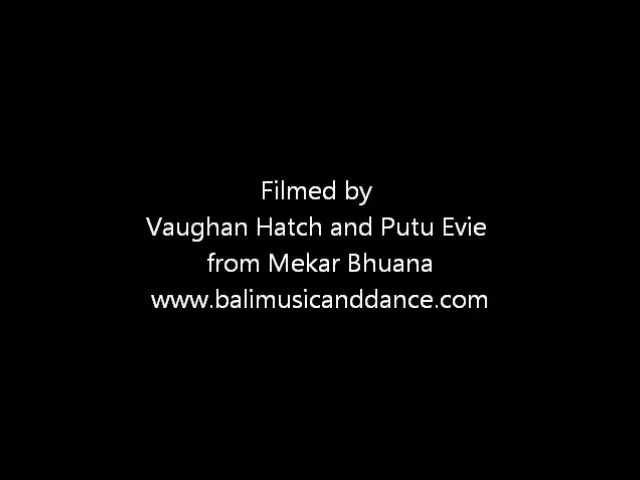 Filmed by
Vaughan Hatch and Putu Evie
from Mekar Bhuana
www.balimusicanddance.com